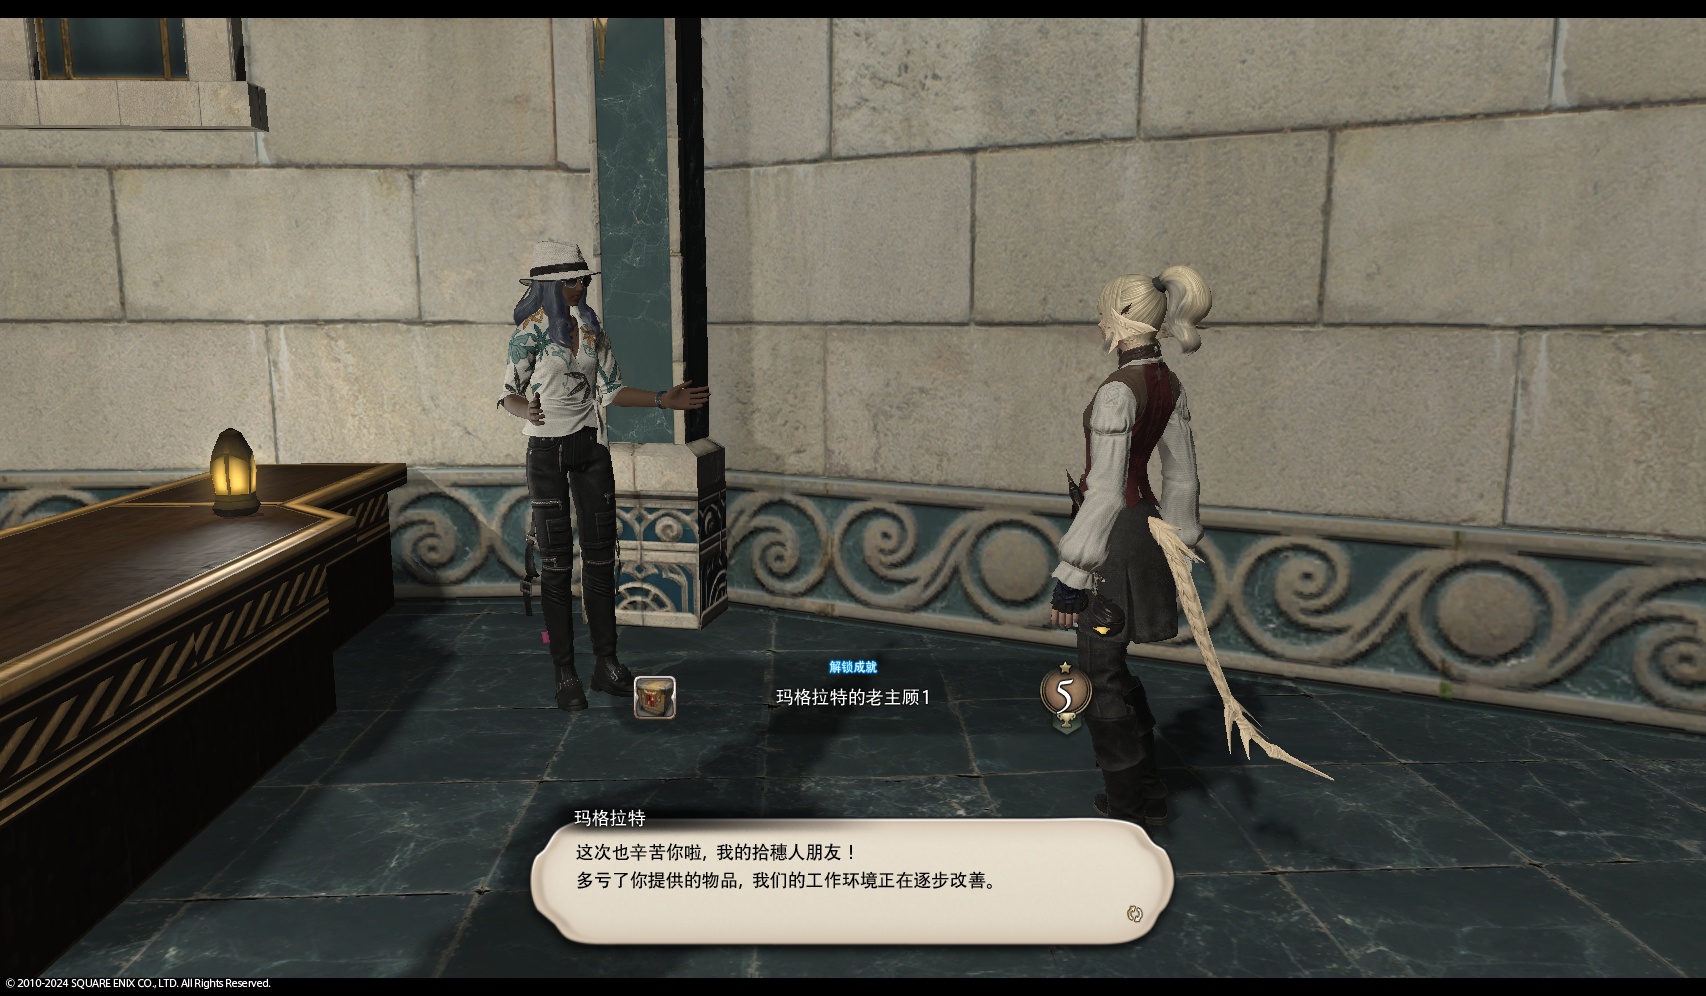 解锁成就
玛格拉特的老主顾1
5
玛格拉特
这次也辛苦你啦，我的拾穗人朋友！
多亏了你提供的物品，我们的工作环境正在逐步改善。
© 2010-2024 SQUARE ENIX CO., LTD. All Rights Reserved.